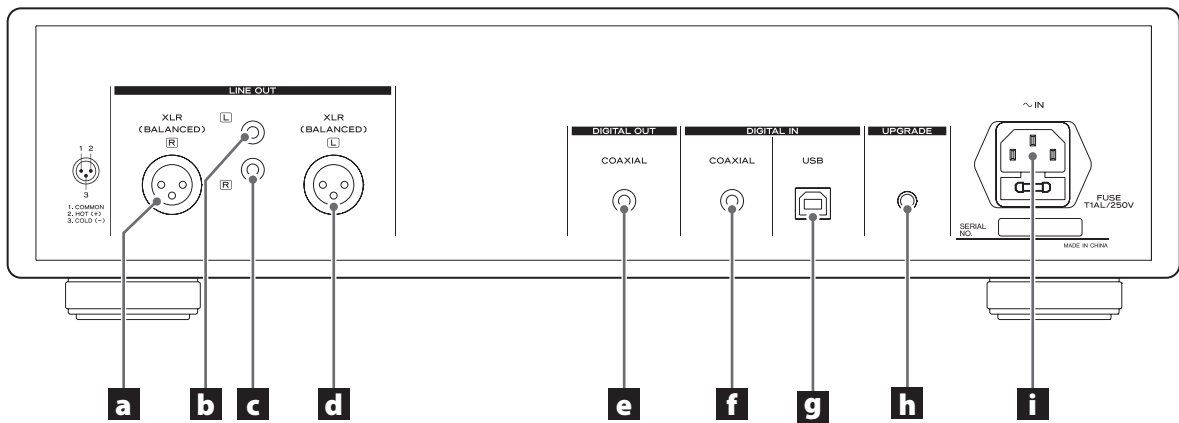 LINE OUT
XLR
(BALANCED)
R
L
R
XLR
(BALANCED)
L
1 2
3
1. COMMON
2. HOT (+)
3. COLD (−)
DIGITAL OUT
COAXIAL
DIGITAL IN
COAXIAL
USB
UPGRADE
～ IN
FUSE
T1AL/250V
SERIAL
NO.
MADE IN CHINA
a b c d e f g h i